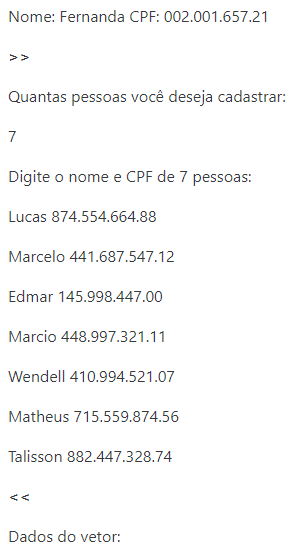 Nome: Fernanda CPF: 002.001.657.21
>>
Quantas pessoas você deseja cadastrar:
7
Digite o nome e CPF de 7 pessoas:
Lucas 874.554.664.88
Marcelo 441.687.547.12
Edmar 145.998.447.00
Marcio 448.997.321.11
Wendell 410.994.521.07
Matheus 715.559.874.56
Talisson 882.447.328.74
<<
Dados do vetor: